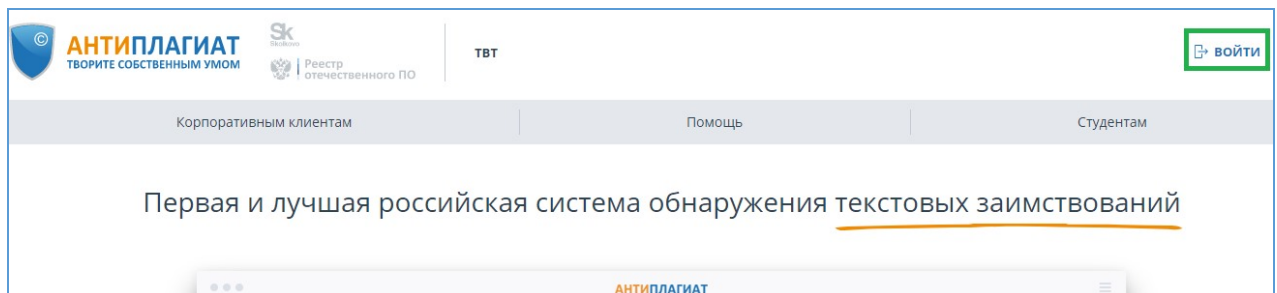 ©
АНТИПЛАГИАТ
ТВОРИТЕ СОБСТВЕННЫМ УМОМ
Sk
Skolkovo
Реестр
отечественного ПО
ТВТ
ВОЙТИ
Корпоративным клиентам
Помощь
Студентам
Первая и лучшая российская система обнаружения текстовых заимствований
АНТИПЛАГИАТ